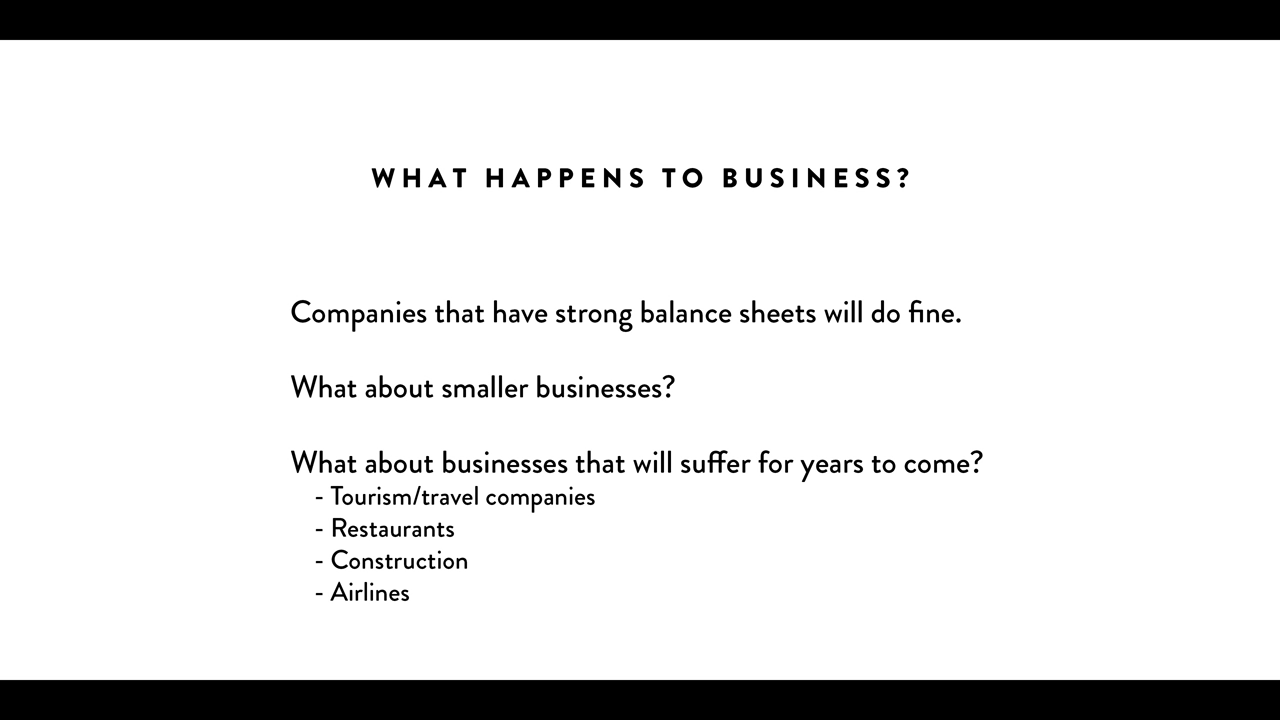 WHAT HAPPENS TO BUSINESS?
Companies that have strong balance sheets will do fine.
What about smaller businesses?
What about businesses that will suffer for years to come?
- Tourism/travel companies
- Restaurants
- Construction
- Airlines